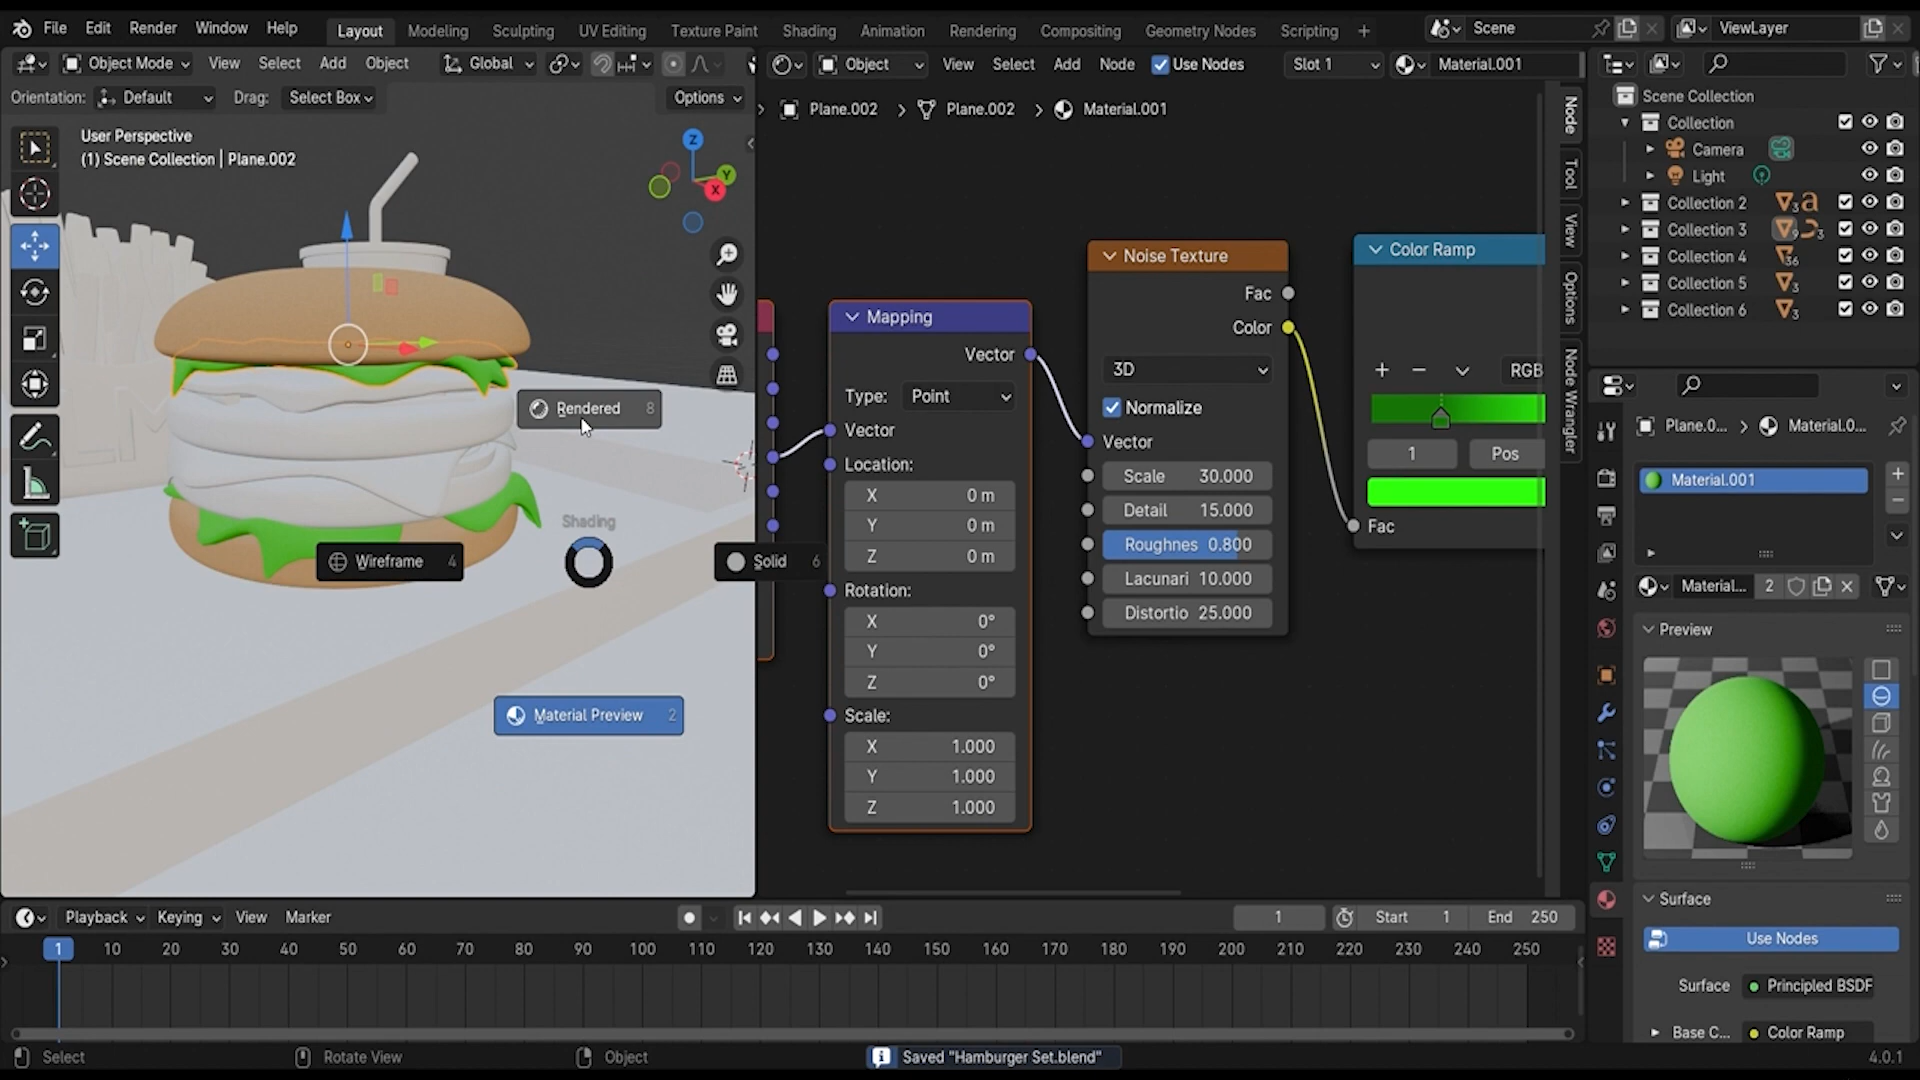 File Edit Render Window Help Layout Modeling Sculpting UV Editing Texture Paint Shading Animation Rendering Compositing Geometry Nodes Scripting + Scene ViewLayer
Object Mode View Select Add Object Global Object View Select Add Node Use Nodes Slot 1 Material.001
Orientation: Default Drag: Select Box Options
Plane.002 > Plane.002 > Material.001
User Perspective
(1) Scene Collection | Plane.002
Z
Y
X
Rendered 8
Shading
Wireframe 4
Solid 6
Material Preview 2
Mapping
Vector
Type: Point
Vector
Location:
X 0 m
Y 0 m
Z 0 m
Rotation:
X 0°
Y 0°
Z 0°
Scale:
X 1.000
Y 1.000
Z 1.000
Noise Texture
Fac
Color
3D
Normalize
Vector
Scale 30.000
Detail 15.000
Roughnes 0.800
Lacunari 10.000
Distortio 25.000
Color Ramp
+ − RGB
1 Pos
Fac
Node
Tool
View
Options
Node Wrangler
Scene Collection
Collection
Camera
Light
Collection 2 3
Collection 3 9 3
Collection 4 36
Collection 5 3
Collection 6 3
Plane.0... > Material.0...
Material.001
Material... 2
Preview
Surface
Use Nodes
Surface Principled BSDF
Base C... Color Ramp
Playback Keying View Marker 1 Start 1 End 250
1 10 20 30 40 50 60 70 80 90 100 110 120 130 140 150 160 170 180 190 200 210 220 230 240 250
Select Rotate View Object Saved "Hamburger Set.blend" 4.0.1